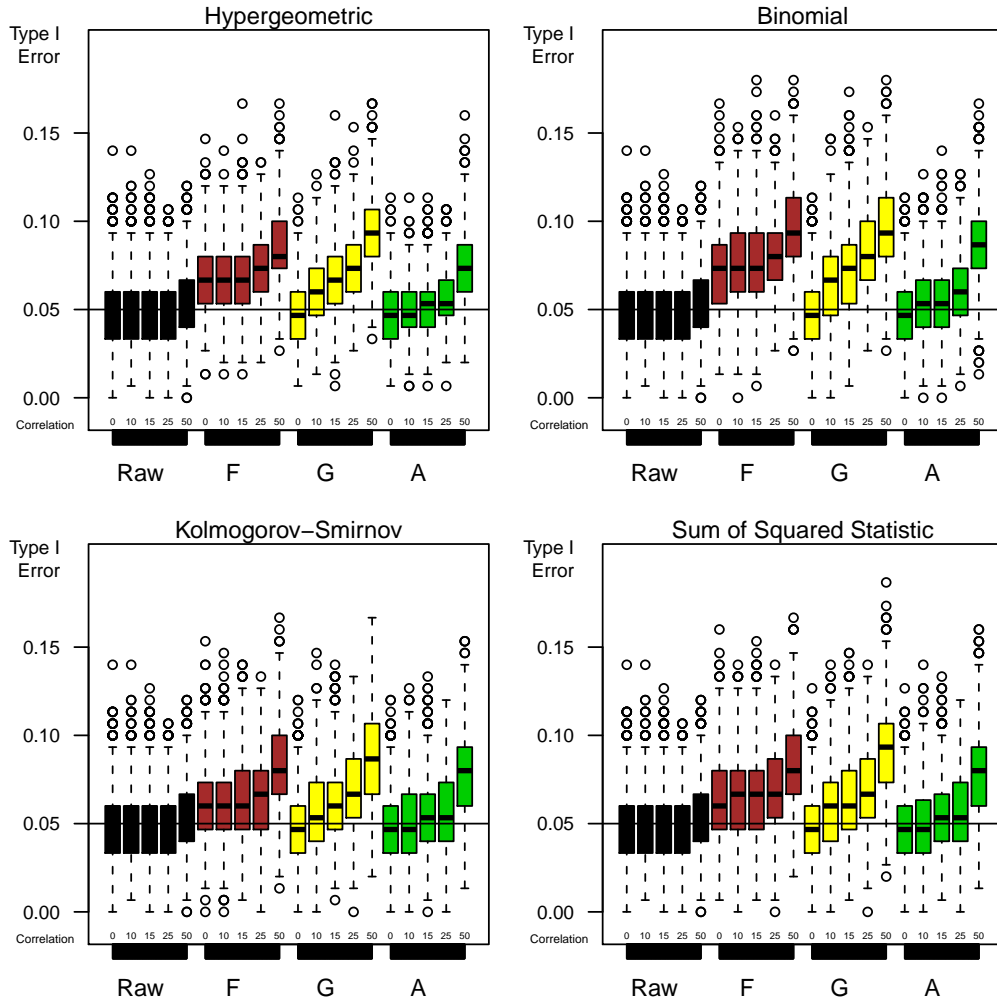 Hypergeometric
Type I
Error
0.15
0.10
0.05
0.00
Correlation 0 10 15 25 50 0 10 15 25 50 0 10 15 25 50 0 10 15 25 50
Raw F G A
Binomial
Type I
Error
0.15
0.10
0.05
0.00
Correlation 0 10 15 25 50 0 10 15 25 50 0 10 15 25 50 0 10 15 25 50
Raw F G A
Kolmogorov−Smirnov
Type I
Error
0.15
0.10
0.05
0.00
Correlation 0 10 15 25 50 0 10 15 25 50 0 10 15 25 50 0 10 15 25 50
Raw F G A
Sum of Squared Statistic
Type I
Error
0.15
0.10
0.05
0.00
Correlation 0 10 15 25 50 0 10 15 25 50 0 10 15 25 50 0 10 15 25 50
Raw F G A